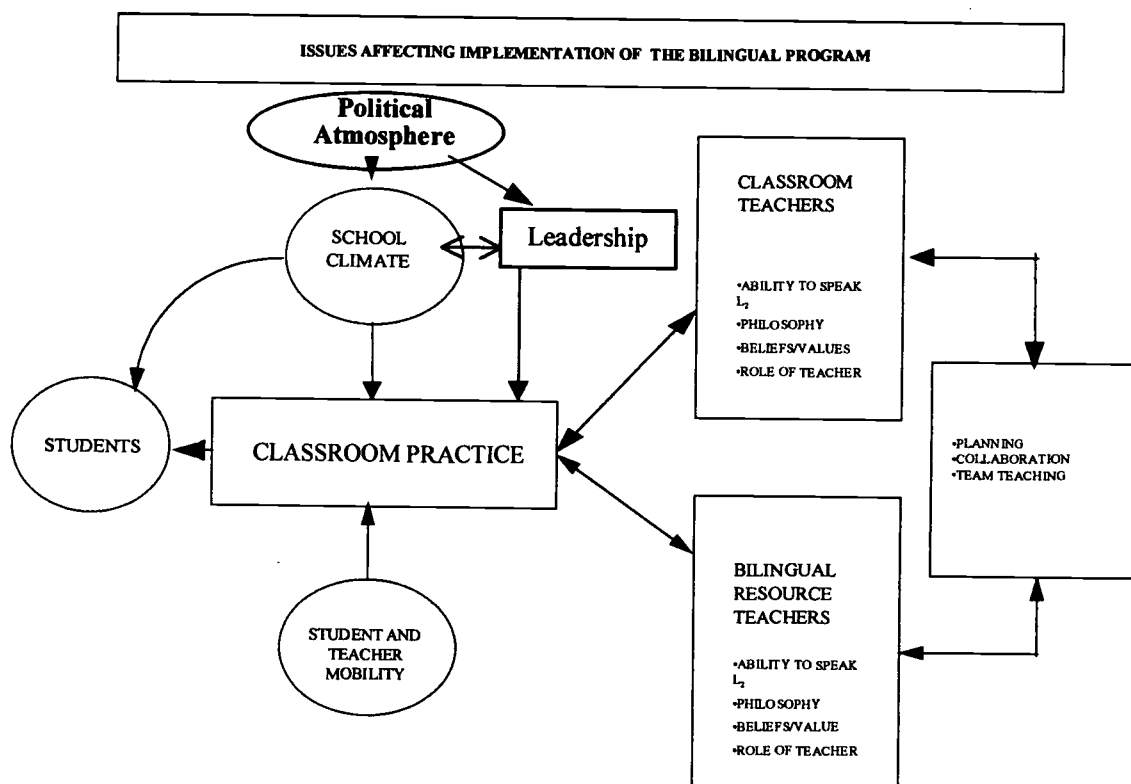 ISSUES AFFECTING IMPLEMENTATION OF THE BILINGUAL PROGRAM
Political
Atmosphere
SCHOOL
CLIMATE
Leadership
CLASSROOM
TEACHERS
•ABILITY TO SPEAK
L₂
•PHILOSOPHY
•BELIEFS/VALUES
•ROLE OF TEACHER
STUDENTS
CLASSROOM PRACTICE
•PLANNING
•COLLABORATION
•TEAM TEACHING
STUDENT AND
TEACHER
MOBILITY
BILINGUAL
RESOURCE
TEACHERS
•ABILITY TO SPEAK
L₂
•PHILOSOPHY
•BELIEFS/VALUE
•ROLE OF TEACHER